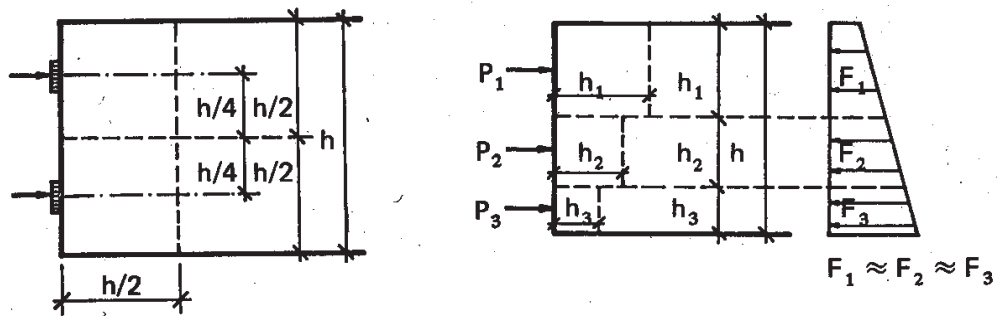 h/4 h/2
h
h/4 h/2
h/2
P1 h1 h1
F1
P2 h2 h2 h
F2
P3 h3 h3
F3
F1 ≈ F2 ≈ F3